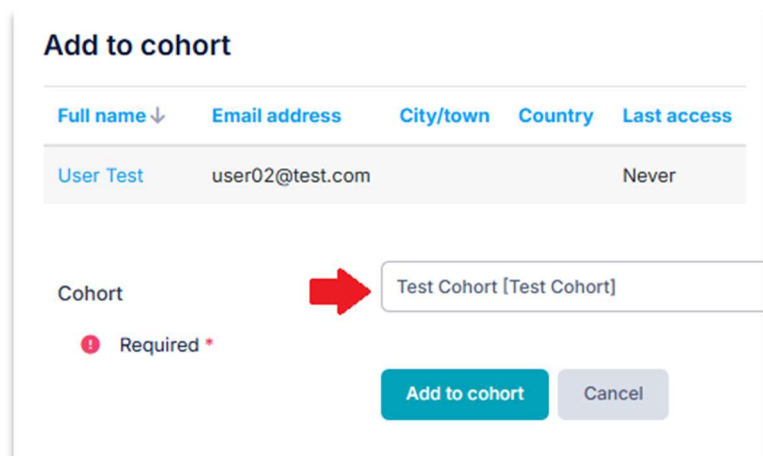 Add to cohort
Full name↓ Email address City/town Country Last access
User Test user02@test.com Never
Cohort Test Cohort [Test Cohort]
! Required *
Add to cohort Cancel